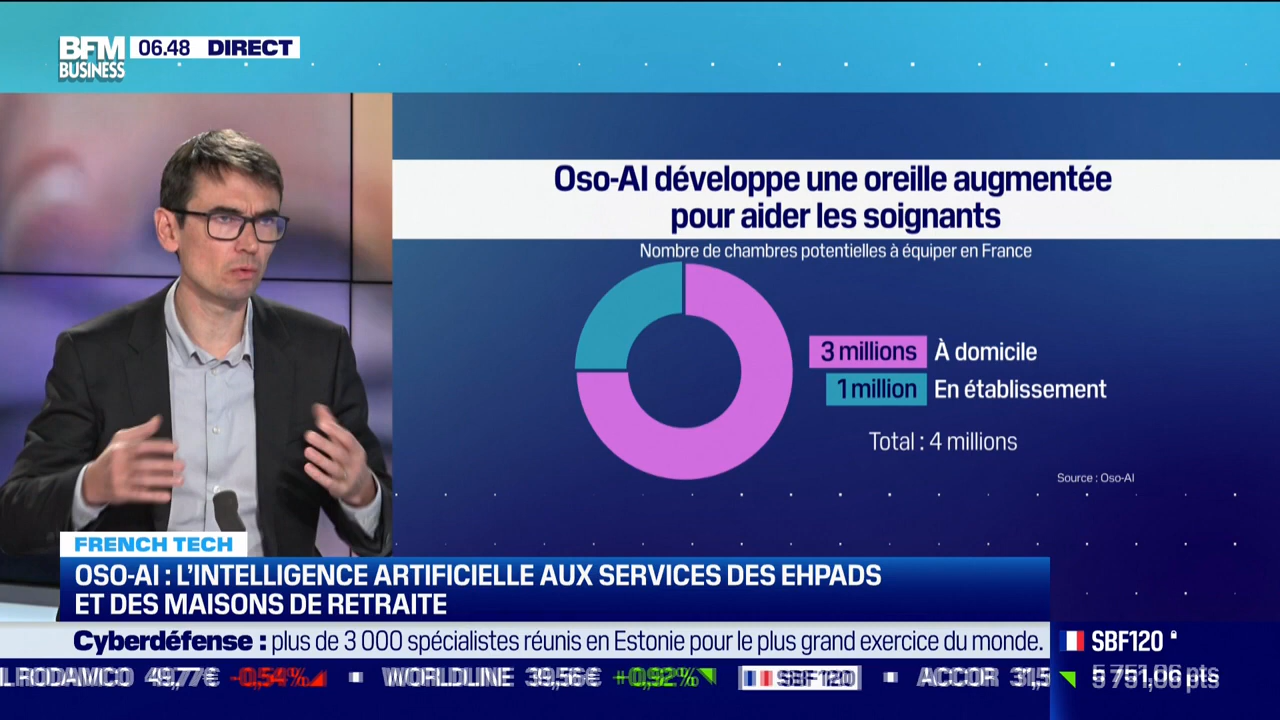 BFM
BUSINESS
06.48 DIRECT
Oso-AI développe une oreille augmentée
pour aider les soignants
Nombre de chambres potentielles à équiper en France
3 millions À domicile
1 million En établissement
Total : 4 millions
Source : Oso-AI
FRENCH TECH
OSO-AI : L'INTELLIGENCE ARTIFICIELLE AUX SERVICES DES EHPADS
ET DES MAISONS DE RETRAITE
Cyberdéfense : plus de 3 000 spécialistes réunis en Estonie pour le plus grand exercice du monde.
SBF120
WORLDLINE 39,56€ +0,92% SBF120 ACCOR 5 751,06 pts